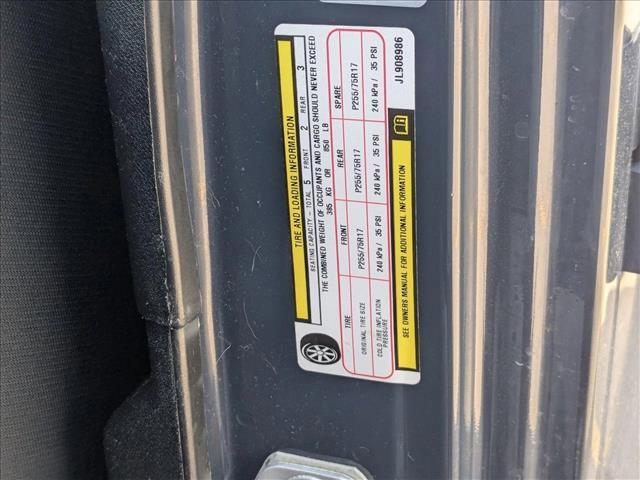 TIRE AND LOADING INFORMATION
SEATING CAPACITY - TOTAL 5 FRONT 2 REAR 3
THE COMBINED WEIGHT OF OCCUPANTS AND CARGO SHOULD NEVER EXCEED
385 KG OR 850 LB
TIRE FRONT REAR SPARE
ORIGINAL TIRE SIZE P255/75R17 P255/75R17 P255/75R17
COLD TIRE INFLATION PRESSURE 240 kPa / 35 PSI 240 kPa / 35 PSI 240 kPa / 35 PSI
SEE OWNERS MANUAL FOR ADDITIONAL INFORMATION
JL908986